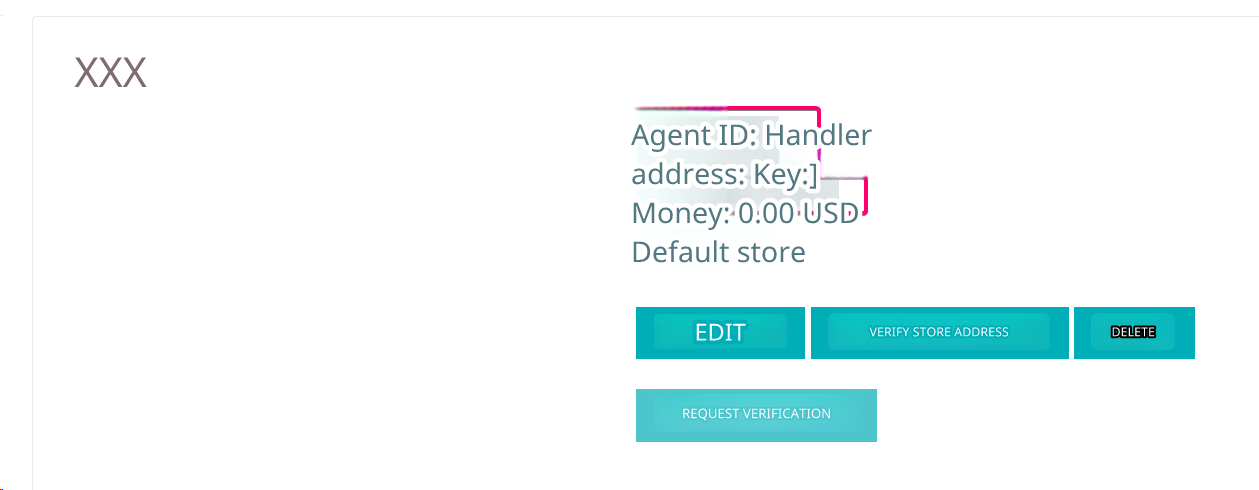 XXX
Agent ID: Handler
address: Key:]
Money: 0.00 USD
Default store
EDIT
VERIFY STORE ADDRESS
DELETE
REQUEST VERIFICATION